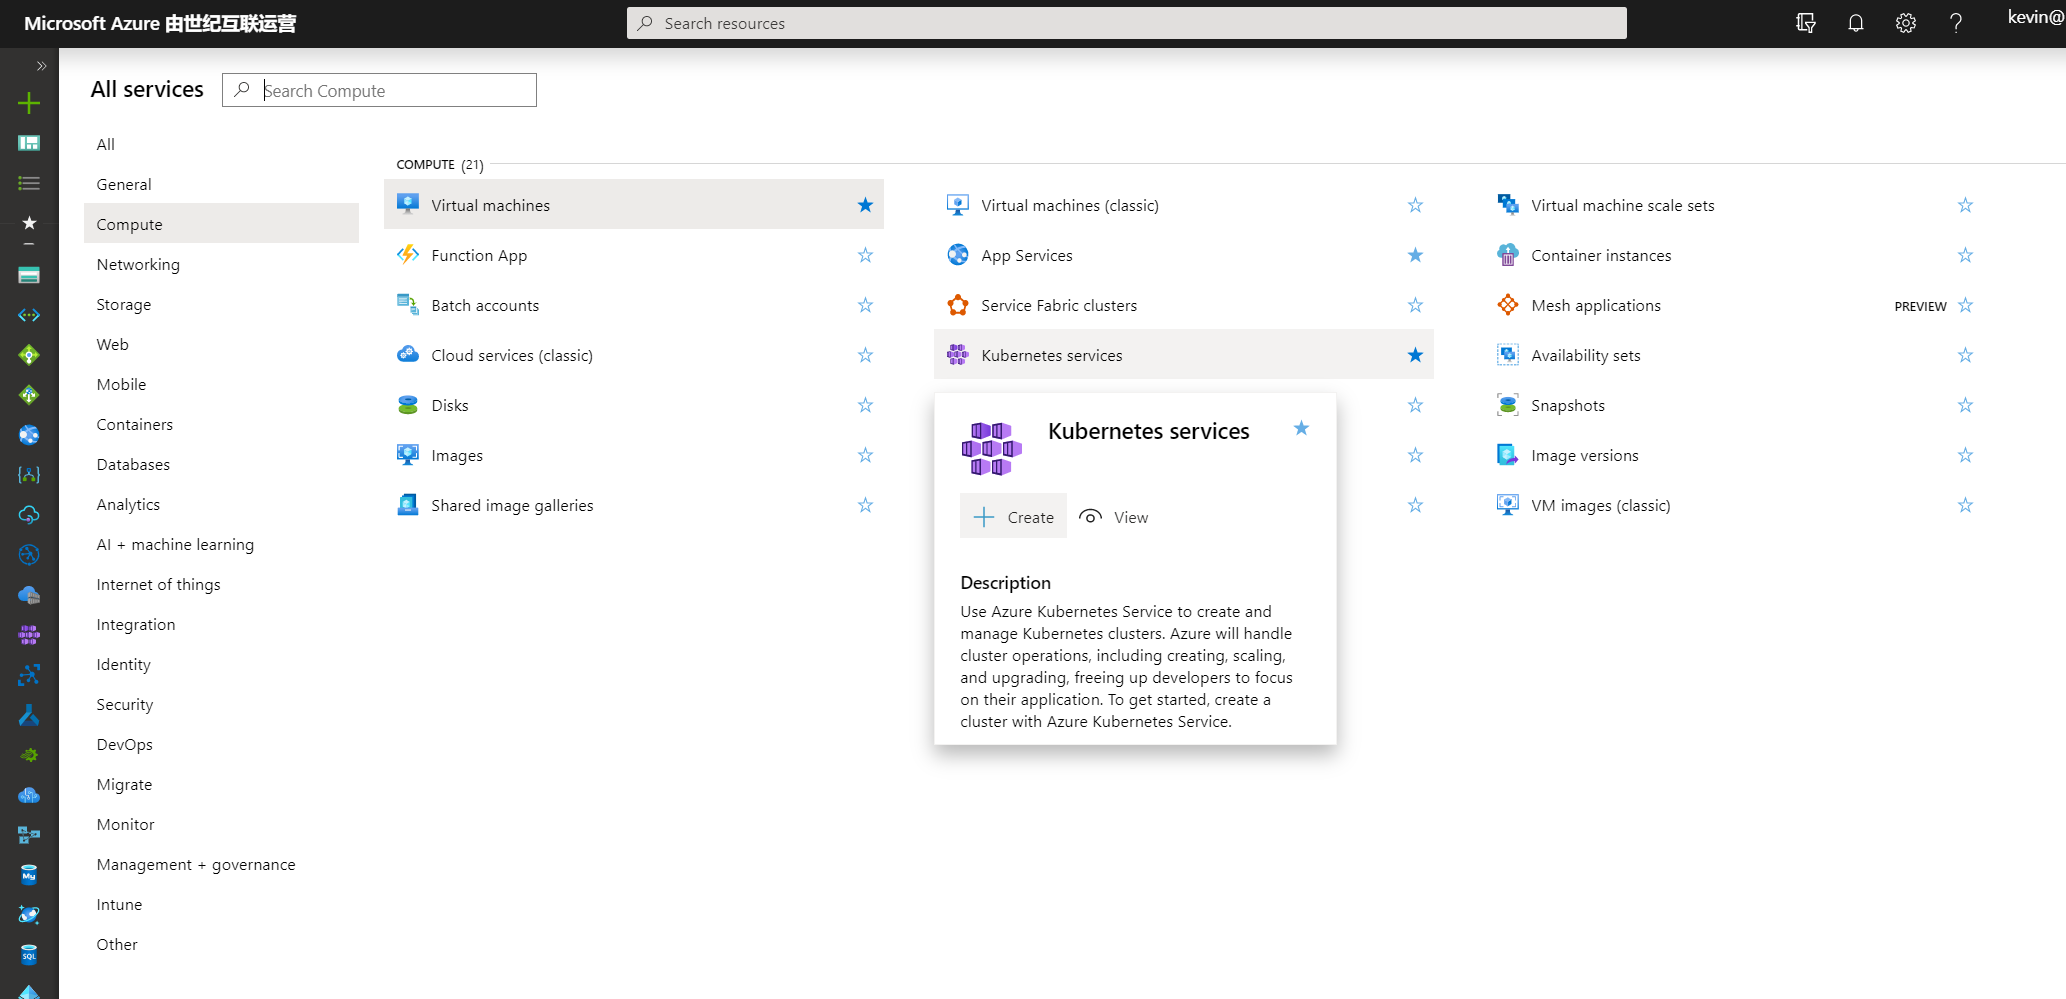 Microsoft Azure 由世纪互联运营
Search resources
kevin@
All services
Search Compute
All
General
Compute
Networking
Storage
Web
Mobile
Containers
Databases
Analytics
AI + machine learning
Internet of things
Integration
Identity
Security
DevOps
Migrate
Monitor
Management + governance
Intune
Other
COMPUTE (21)
Virtual machines
Virtual machines (classic)
Virtual machine scale sets
Function App
App Services
Container instances
Batch accounts
Service Fabric clusters
Mesh applications
PREVIEW
Cloud services (classic)
Kubernetes services
Availability sets
Disks
Snapshots
Images
Image versions
Shared image galleries
VM images (classic)
Kubernetes services
Create
View
Description
Use Azure Kubernetes Service to create and
manage Kubernetes clusters. Azure will handle
cluster operations, including creating, scaling,
and upgrading, freeing up developers to focus
on their application. To get started, create a
cluster with Azure Kubernetes Service.
My
SQL